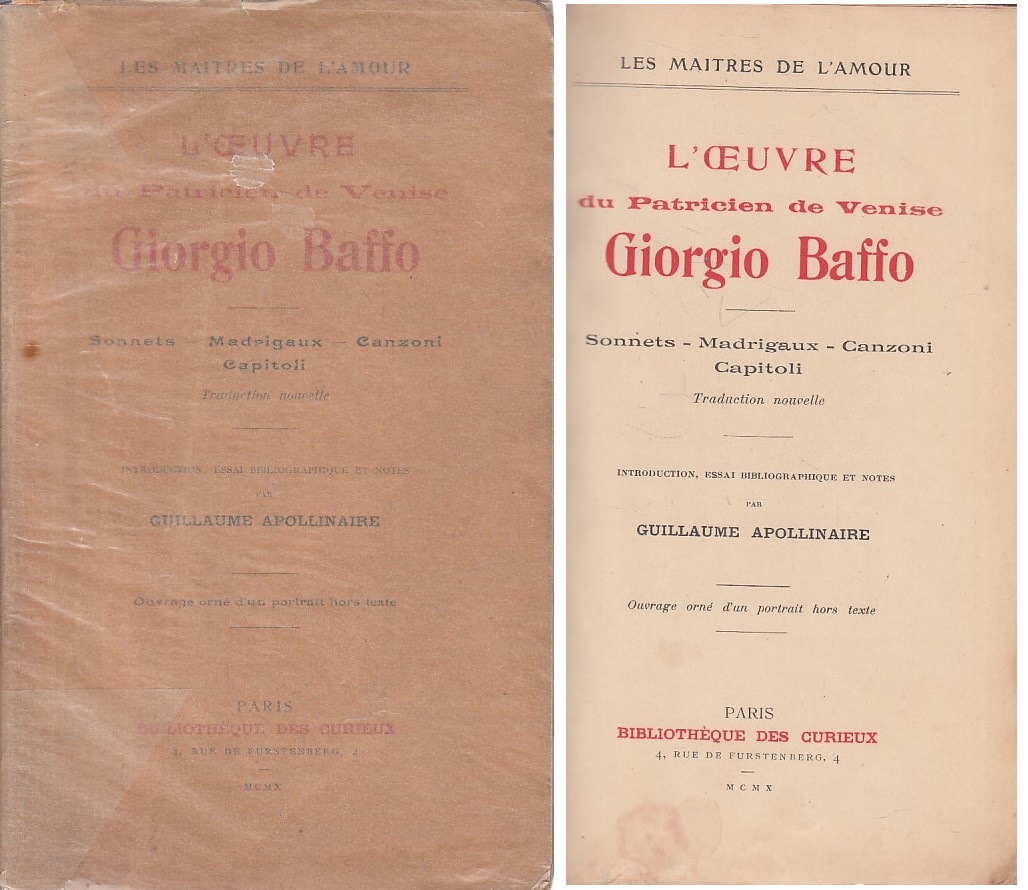 LES MAITRES DE L'AMOUR
L'ŒUVRE
du Patricien de Venise
Giorgio Baffo
Sonnets — Madrigaux — Canzoni
Capitoli
Traduction nouvelle
INTRODUCTION, ESSAI BIBLIOGRAPHIQUE ET NOTES
PAR
GUILLAUME APOLLINAIRE
Ouvrage orné d'un portrait hors texte
PARIS
BIBLIOTHÈQUE DES CURIEUX
4, RUE DE FURSTENBERG, 4
MCMX
LES MAITRES DE L'AMOUR
L'ŒUVRE
du Patricien de Venise
Giorgio Baffo
Sonnets - Madrigaux - Canzoni
Capitoli
Traduction nouvelle
INTRODUCTION, ESSAI BIBLIOGRAPHIQUE ET NOTES
PAR
GUILLAUME APOLLINAIRE
Ouvrage orné d'un portrait hors texte
PARIS
BIBLIOTHÈQUE DES CURIEUX
4, RUE DE FURSTENBERG, 4
MCMX